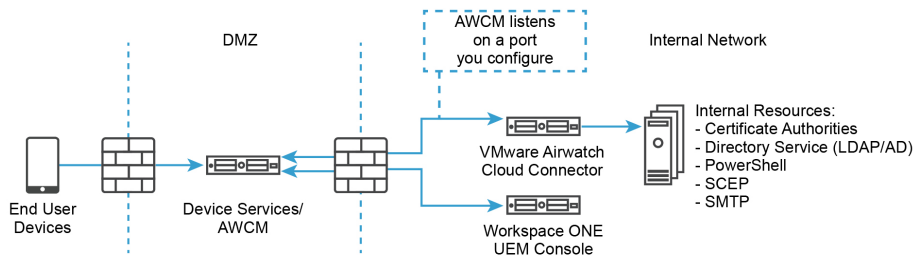 DMZ
AWCM listens
on a port
you configure
Internal Network
End User
Devices
Device Services/
AWCM
VMware Airwatch
Cloud Connector
Workspace ONE
UEM Console
Internal Resources:
- Certificate Authorities
- Directory Service (LDAP/AD)
- PowerShell
- SCEP
- SMTP